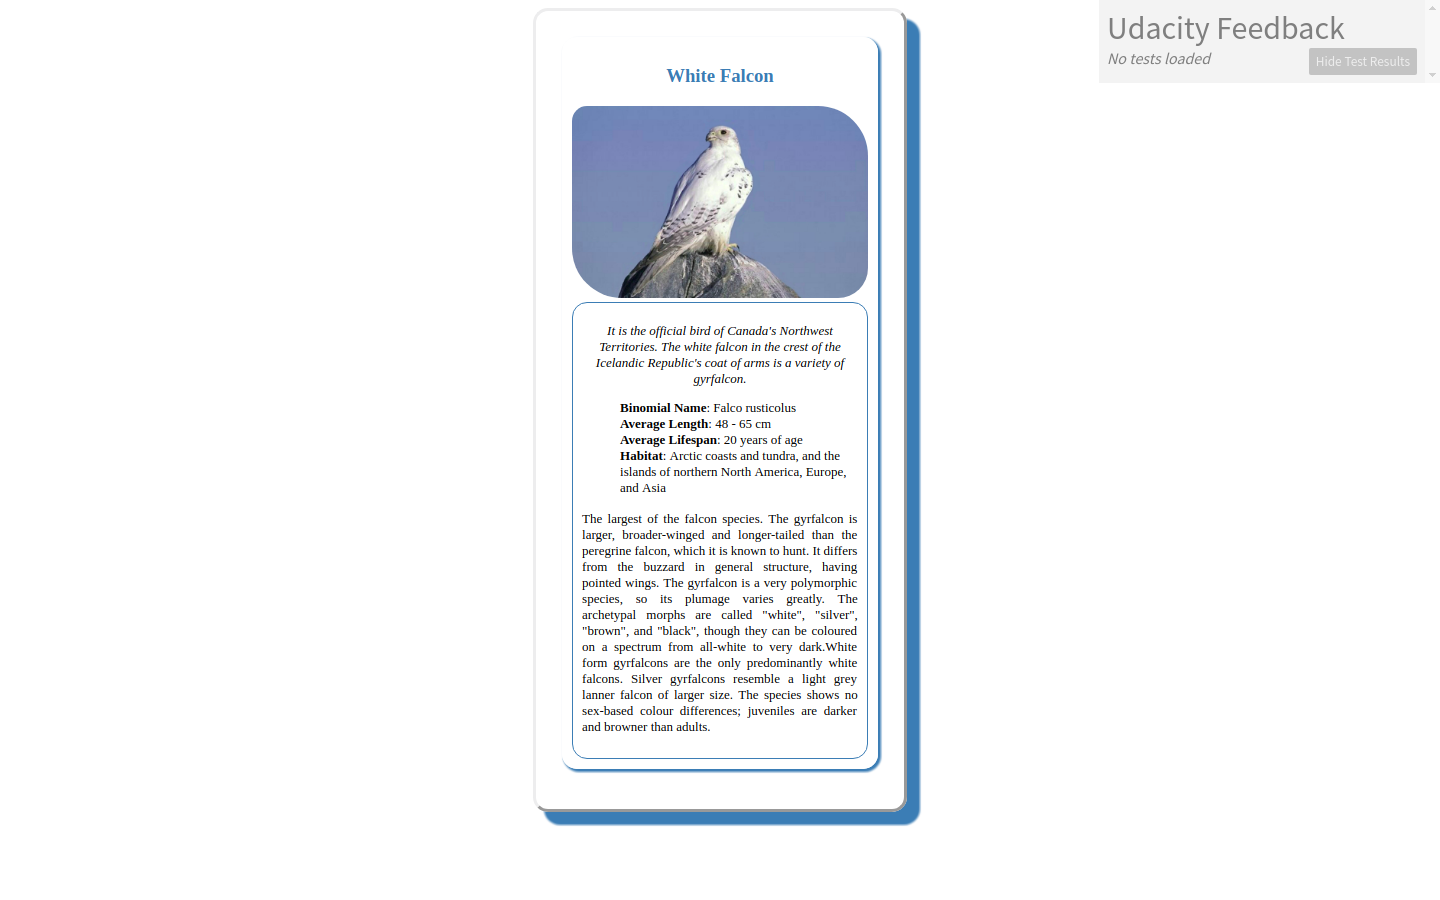 White Falcon
It is the official bird of Canada's Northwest
Territories. The white falcon in the crest of the
Icelandic Republic's coat of arms is a variety of
gyrfalcon.
Binomial Name: Falco rusticolus
Average Length: 48 - 65 cm
Average Lifespan: 20 years of age
Habitat: Arctic coasts and tundra, and the
islands of northern North America, Europe,
and Asia
The largest of the falcon species. The gyrfalcon is
larger, broader-winged and longer-tailed than the
peregrine falcon, which it is known to hunt. It differs
from the buzzard in general structure, having
pointed wings. The gyrfalcon is a very polymorphic
species, so its plumage varies greatly. The
archetypal morphs are called "white", "silver",
"brown", and "black", though they can be coloured
on a spectrum from all-white to very dark.White
form gyrfalcons are the only predominantly white
falcons. Silver gyrfalcons resemble a light grey
lanner falcon of larger size. The species shows no
sex-based colour differences; juveniles are darker
and browner than adults.
Udacity Feedback
No tests loaded
Hide Test Results